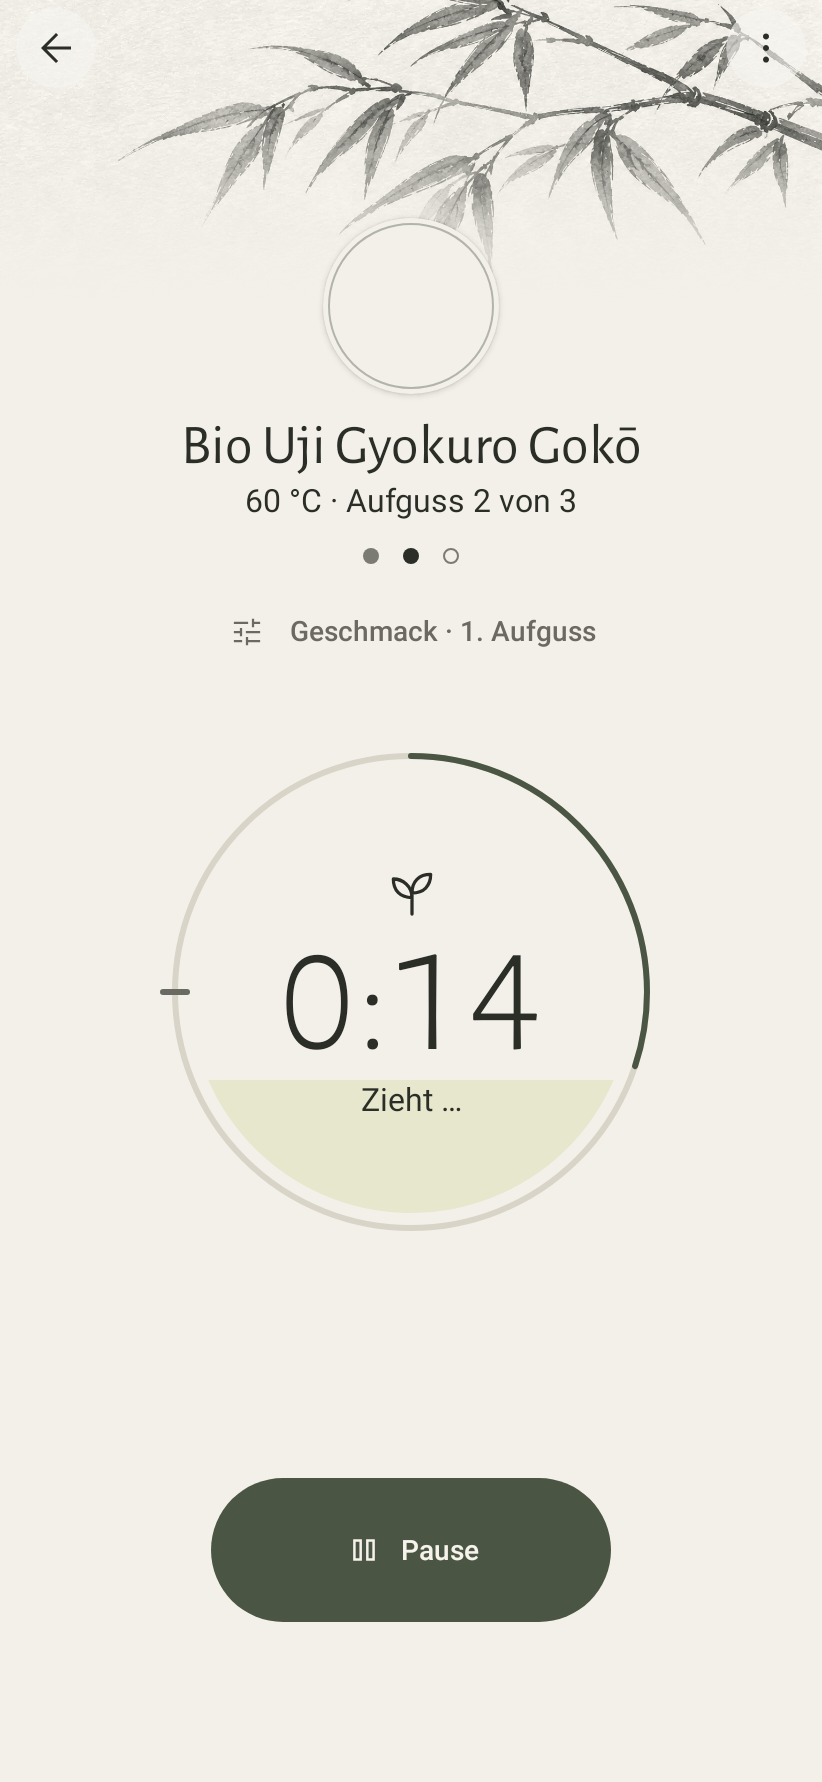 Bio Uji Gyokuro Gokō
60 °C · Aufguss 2 von 3
Geschmack · 1. Aufguss
0:14
Zieht ...
Pause